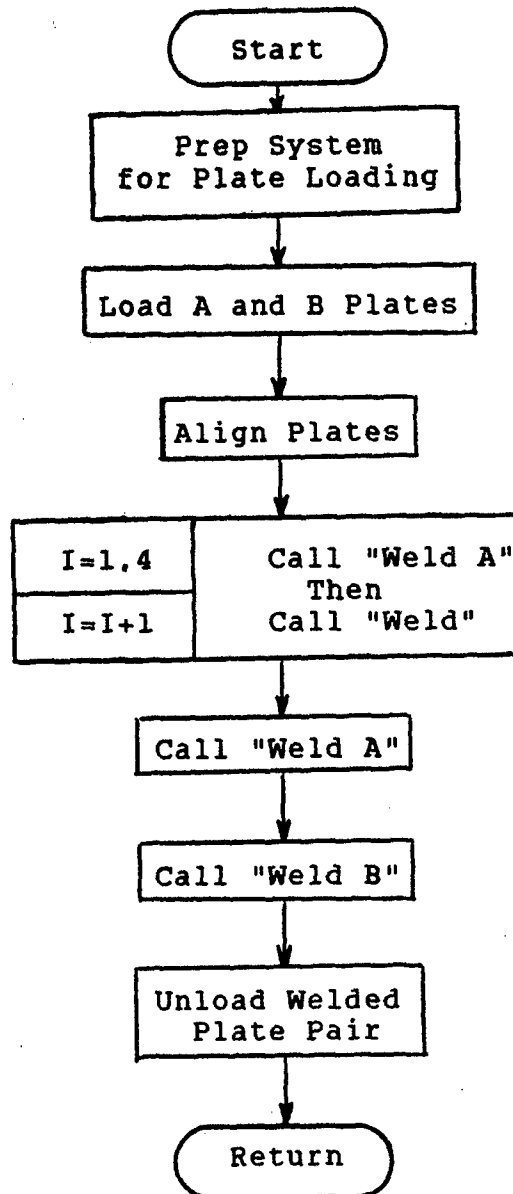 Start
Prep System
for Plate Loading
Load A and B Plates
Align Plates
I=1,4
I=I+1
Call "Weld A"
Then
Call "Weld"
Call "Weld A"
Call "Weld B"
Unload Welded
Plate Pair
Return